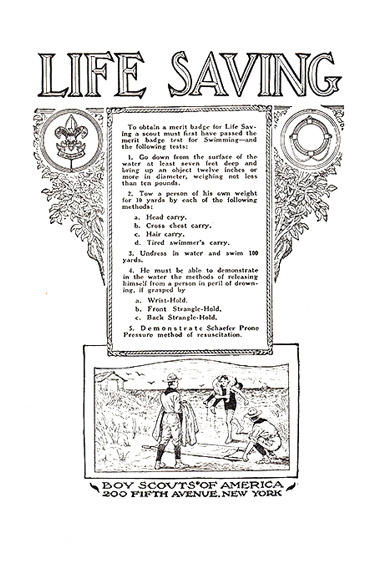 LIFE SAVING
To obtain a merit badge for Life Sav-
ing a scout must first have passed the
merit badge test for Swimming—and
the following tests:
1. Go down from the surface of the
water at least seven feet deep and
bring up an object twelve inches or
more in diameter, weighing not less
than ten pounds.
2. Tow a person of his own weight
for 10 yards by each of the following
methods:
a. Head carry.
b. Cross chest carry.
c. Hair carry.
d. Tired swimmer's carry.
3. Undress in water and swim 100
yards.
4. He must be able to demonstrate
in the water the methods of releasing
himself from a person in peril of drown-
ing, if grasped by
a. Wrist-Hold.
b. Front Strangle-Hold.
c. Back Strangle-Hold.
5. Demonstrate Schaefer Prone
Pressure method of resuscitation.
BOY SCOUTS OF AMERICA
200 FIFTH AVENUE, NEW YORK